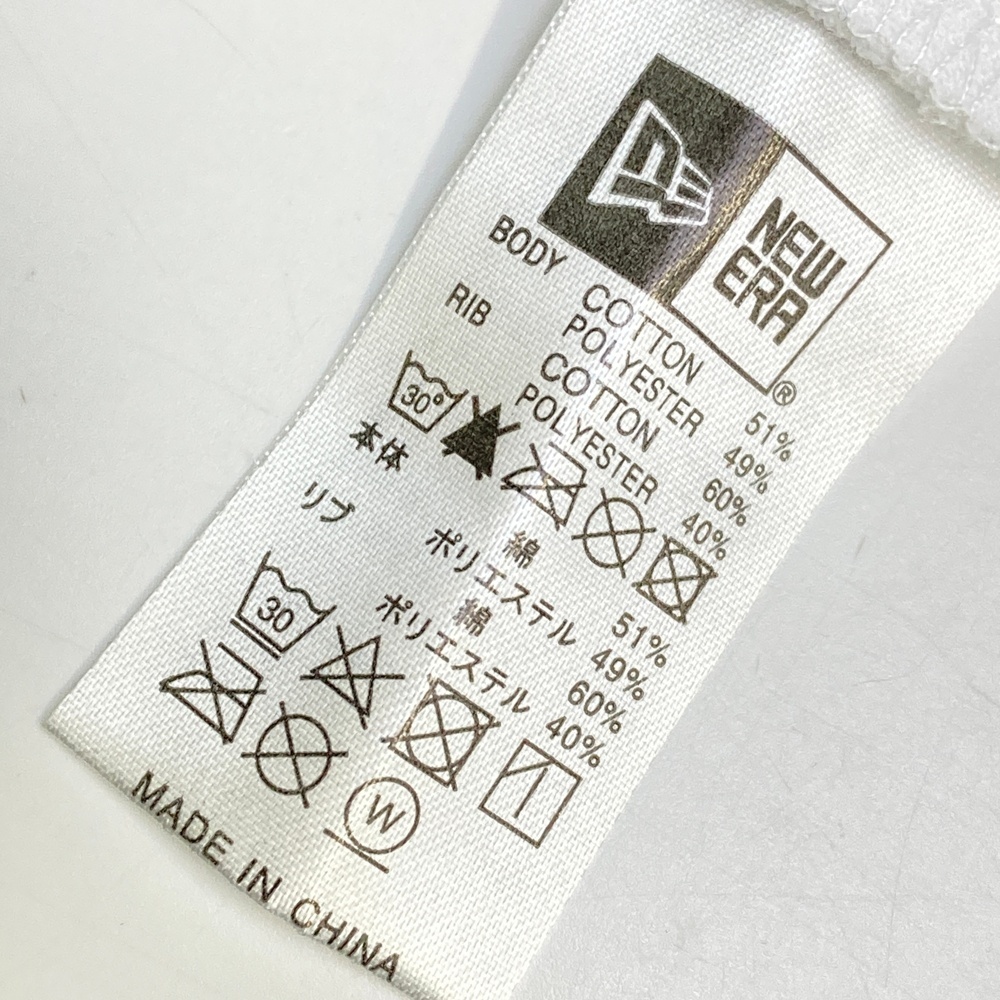 NEW
ERA
®
BODY COTTON 51%
POLYESTER 49%
RIB COTTON 60%
POLYESTER 40%
30°
本体 綿 51%
ポリエステル 49%
リブ 綿 60%
ポリエステル 40%
30
W
MADE IN CHINA